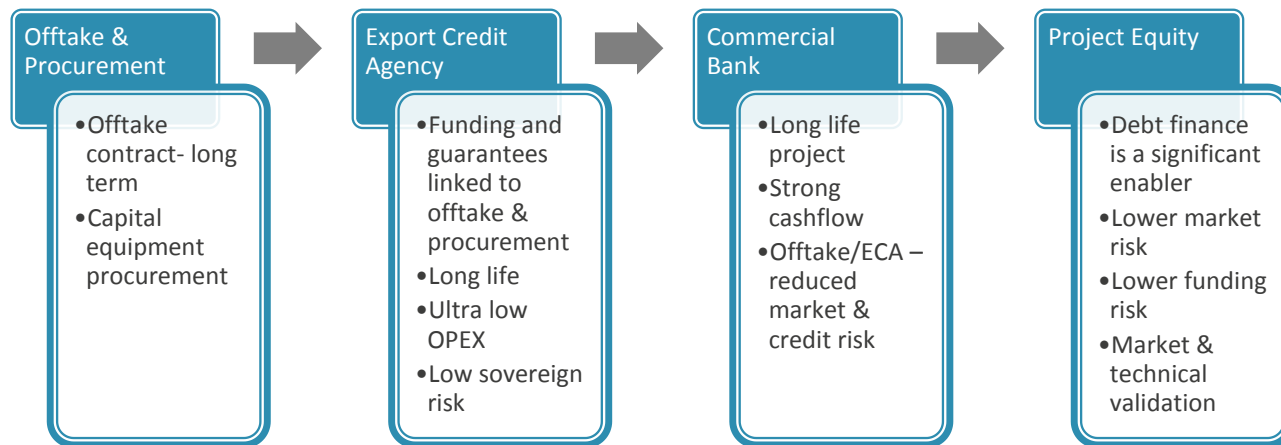 Offtake &
Procurement
•Offtake
contract- long
term
•Capital
equipment
procurement
Export Credit
Agency
•Funding and
guarantees
linked to
offtake &
procurement
•Long life
•Ultra low
OPEX
•Low sovereign
risk
Commercial
Bank
•Long life
project
•Strong
cashflow
•Offtake/ECA –
reduced
market &
credit risk
Project Equity
•Debt finance
is a significant
enabler
•Lower market
risk
•Lower funding
risk
•Market &
technical
validation